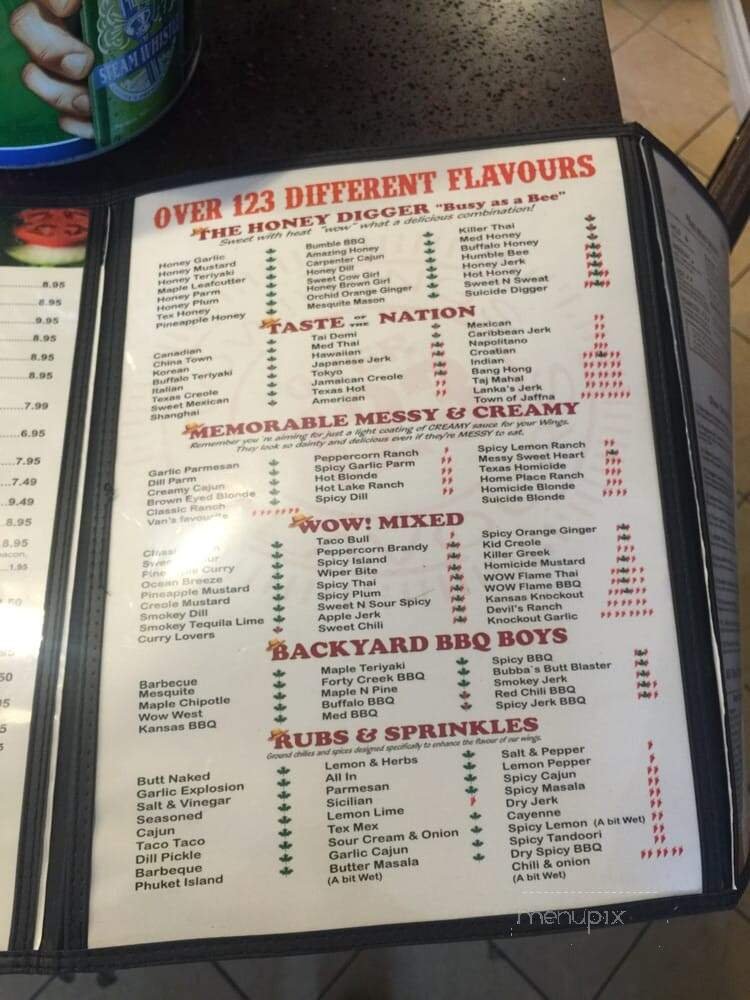 STEAM WHISTLE
OVER 123 DIFFERENT FLAVOURS
THE HONEY DIGGER "Busy as a Bee"
Sweet with heat "wow" what a delicious combination!
Honey Garlic
Honey Mustard
Honey Teriyaki
Maple Leafcutter
Honey Parm
Honey Plum
Tex Honey
Pineapple Honey
Bumble BBQ
Amazing Honey
Carpenter Cajun
Honey Dill
Sweet Cow Girl
Honey Brown Girl
Orchid Orange Ginger
Mesquite Mason
Killer Thai
Med Honey
Buffalo Honey
Humble Bee
Honey Jerk
Hot Honey
Sweet N Sweat
Suicide Digger
TASTE OF THE NATION
Canadian
China Town
Korean
Buffalo Teriyaki
Italian
Texas Creole
Sweet Mexican
Shanghai
Tai Domi
Med Thai
Hawaiian
Japanese Jerk
Tokyo
Jamaican Creole
Texas Hot
American
Mexican
Caribbean Jerk
Napolitano
Croatian
Indian
Bang Hong
Taj Mahal
Lanka's Jerk
Town of Jaffna
MEMORABLE MESSY & CREAMY
Remember you're aiming for just a light coating of CREAMY sauce for your Wings.
They look so dainty and delicious even if they're MESSY to eat.
Garlic Parmesan
Dill Parm
Creamy Cajun
Brown Eyed Blonde
Classic Ranch
Van's favourite
Peppercorn Ranch
Spicy Garlic Parm
Hot Blonde
Hot Lake Ranch
Spicy Dill
Spicy Lemon Ranch
Messy Sweet Heart
Texas Homicide
Home Place Ranch
Homicide Blonde
Suicide Blonde
WOW! MIXED
Curry
Ocean Breeze
Pineapple Mustard
Creole Mustard
Smokey Dill
Smokey Tequila Lime
Curry Lovers
Taco Bull
Peppercorn Brandy
Spicy Island
Wiper Bite
Spicy Thai
Spicy Plum
Sweet N Sour Spicy
Apple Jerk
Sweet Chili
Spicy Orange Ginger
Kid Creole
Killer Greek
Homicide Mustard
WOW Flame Thai
WOW Flame BBQ
Kansas Knockout
Devil's Ranch
Knockout Garlic
BACKYARD BBQ BOYS
Barbecue
Mesquite
Maple Chipotle
Wow West
Kansas BBQ
Maple Teriyaki
Forty Creek BBQ
Maple N Pine
Buffalo BBQ
Med BBQ
Spicy BBQ
Bubba's Butt Blaster
Smokey Jerk
Red Chili BBQ
Spicy Jerk BBQ
RUBS & SPRINKLES
Ground chilies and spices designed specifically to enhance the flavour of our wings.
Butt Naked
Garlic Explosion
Salt & Vinegar
Seasoned
Cajun
Taco Taco
Dill Pickle
Barbeque
Phuket Island
Lemon & Herbs
All In
Parmesan
Sicilian
Lemon Lime
Tex Mex
Sour Cream & Onion
Garlic Cajun
Butter Masala
(A bit Wet)
Salt & Pepper
Lemon Pepper
Spicy Cajun
Spicy Masala
Dry Jerk
Cayenne
Spicy Lemon (A bit Wet)
Spicy Tandoori
Dry Spicy BBQ
Chili & onion
(A bit Wet)
8.95
8.95
9.95
8.95
8.95
8.95
7.99
6.95
7.95
7.49
9.49
8.95
1.95
menupix